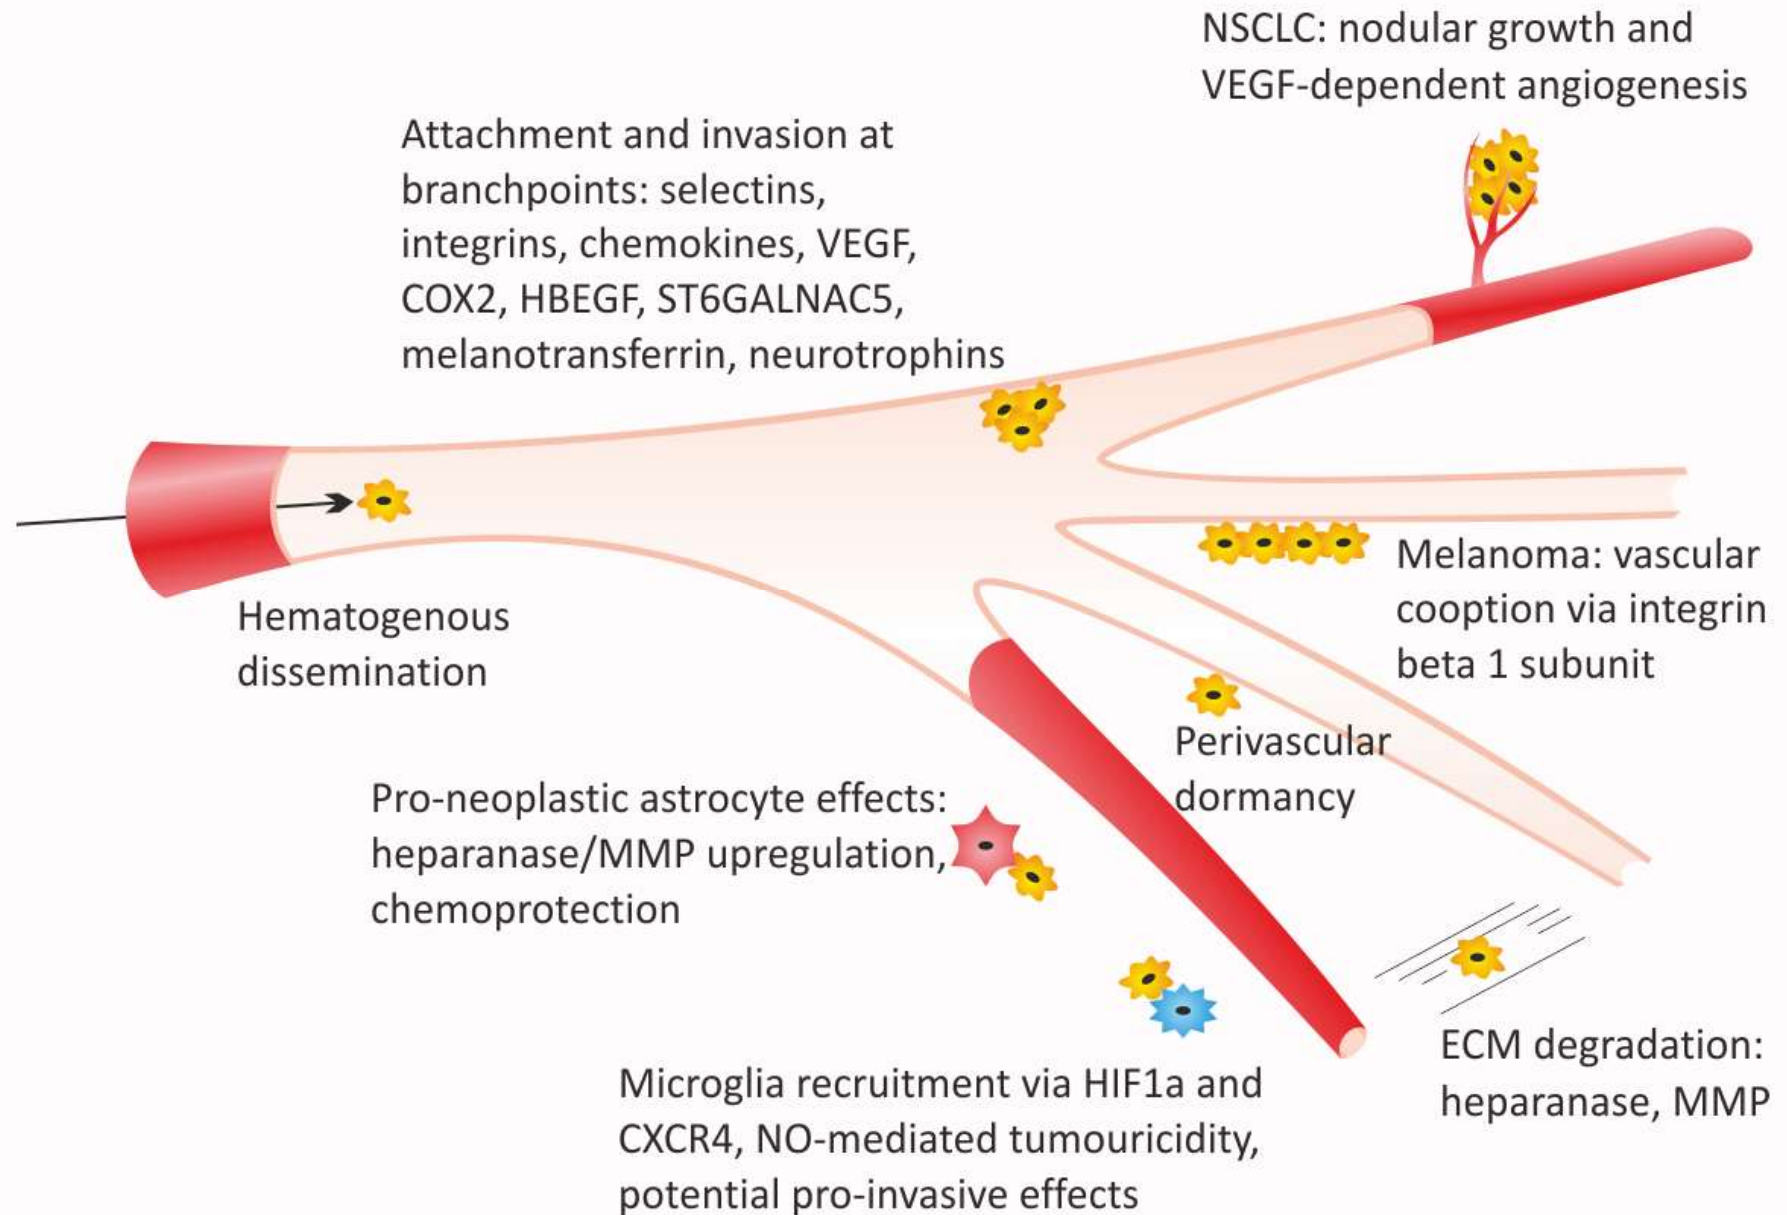 NSCLC: nodular growth and
VEGF-dependent angiogenesis
Attachment and invasion at
branchpoints: selectins,
integrins, chemokines, VEGF,
COX2, HBEGF, ST6GALNAC5,
melanotransferrin, neurotrophins
Hematogenous
dissemination
Melanoma: vascular
cooption via integrin
beta 1 subunit
Perivascular
dormancy
Pro-neoplastic astrocyte effects:
heparanase/MMP upregulation,
chemoprotection
Microglia recruitment via HIF1a and
CXCR4, NO-mediated tumouricidity,
potential pro-invasive effects
ECM degradation:
heparanase, MMP